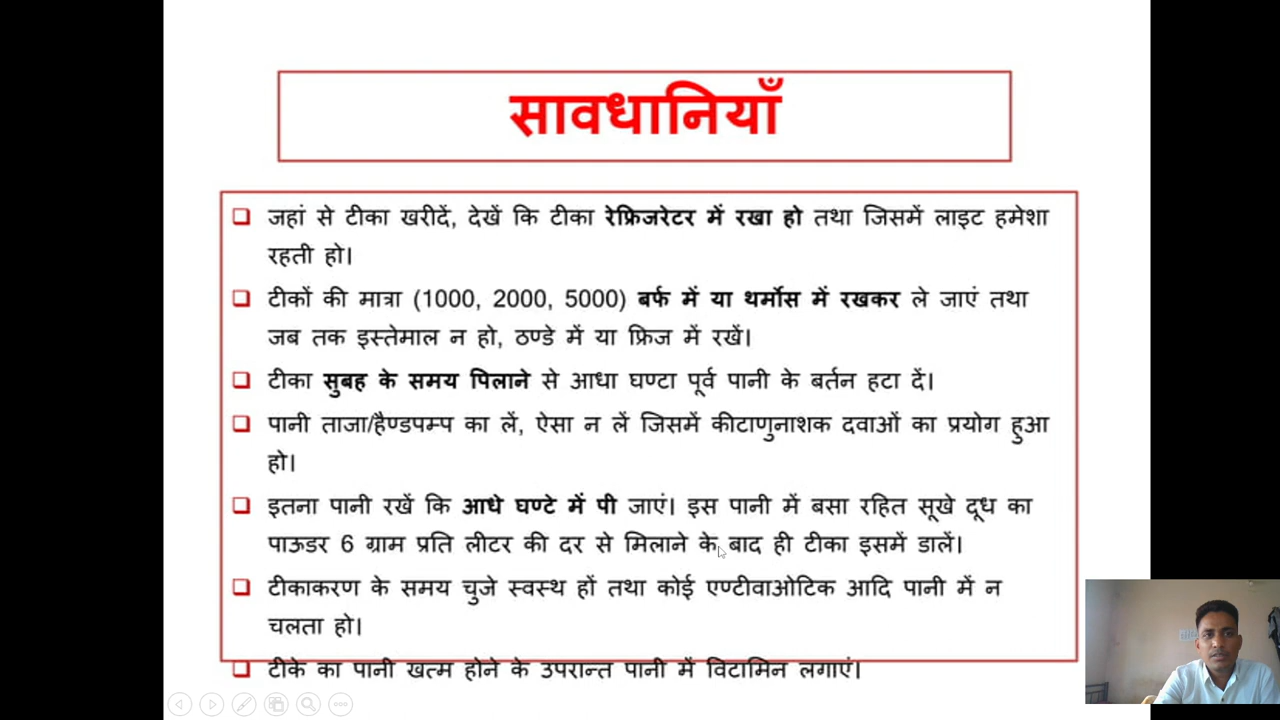 सावधानियाँ
जहां से टीका खरीदें, देखें कि टीका रेफ्रिजरेटर में रखा हो तथा जिसमें लाइट हमेशा
रहती हो।
टीकों की मात्रा (1000, 2000, 5000) बर्फ में या थर्मोस में रखकर ले जाएं तथा
जब तक इस्तेमाल न हो, ठण्डे में या फ्रिज में रखें।
टीका सुबह के समय पिलाने से आधा घण्टा पूर्व पानी के बर्तन हटा दें।
पानी ताजा/हैण्डपम्प का लें, ऐसा न लें जिसमें कीटाणुनाशक दवाओं का प्रयोग हुआ
हो।
इतना पानी रखें कि आधे घण्टे में पी जाएं। इस पानी में बसा रहित सूखे दूध का
पाऊडर 6 ग्राम प्रति लीटर की दर से मिलाने के बाद ही टीका इसमें डालें।
टीकाकरण के समय चुजे स्वस्थ हों तथा कोई एण्टीवाओटिक आदि पानी में न
चलता हो।
टीके का पानी खत्म होने के उपरान्त पानी में विटामिन लगाएं।